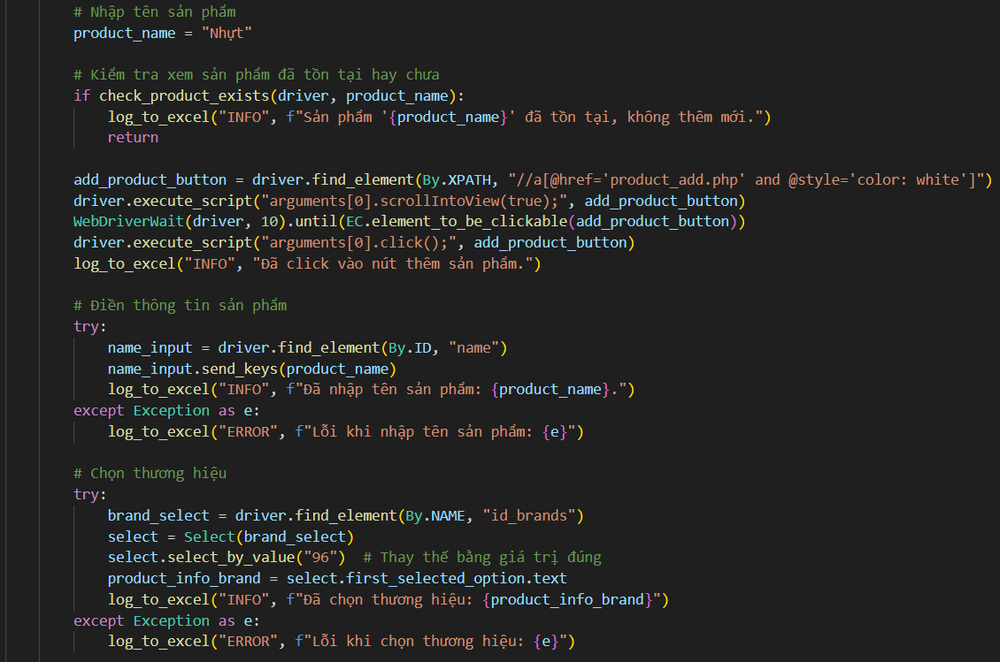 # Nhập tên sản phẩm
product_name = "Nhựt"
# Kiểm tra xem sản phẩm đã tồn tại hay chưa
if check_product_exists(driver, product_name):
log_to_excel("INFO", f"Sản phẩm '{product_name}' đã tồn tại, không thêm mới.")
return
add_product_button = driver.find_element(By.XPATH, "//a[@href='product_add.php' and @style='color: white']")
driver.execute_script("arguments[0].scrollIntoView(true);", add_product_button)
WebDriverWait(driver, 10).until(EC.element_to_be_clickable(add_product_button))
driver.execute_script("arguments[0].click();", add_product_button)
log_to_excel("INFO", "Đã click vào nút thêm sản phẩm.")
# Điền thông tin sản phẩm
try:
name_input = driver.find_element(By.ID, "name")
name_input.send_keys(product_name)
log_to_excel("INFO", f"Đã nhập tên sản phẩm: {product_name}.")
except Exception as e:
log_to_excel("ERROR", f"Lỗi khi nhập tên sản phẩm: {e}")
# Chọn thương hiệu
try:
brand_select = driver.find_element(By.NAME, "id_brands")
select = Select(brand_select)
select.select_by_value("96")  # Thay thế bằng giá trị đúng
product_info_brand = select.first_selected_option.text
log_to_excel("INFO", f"Đã chọn thương hiệu: {product_info_brand}")
except Exception as e:
log_to_excel("ERROR", f"Lỗi khi chọn thương hiệu: {e}")